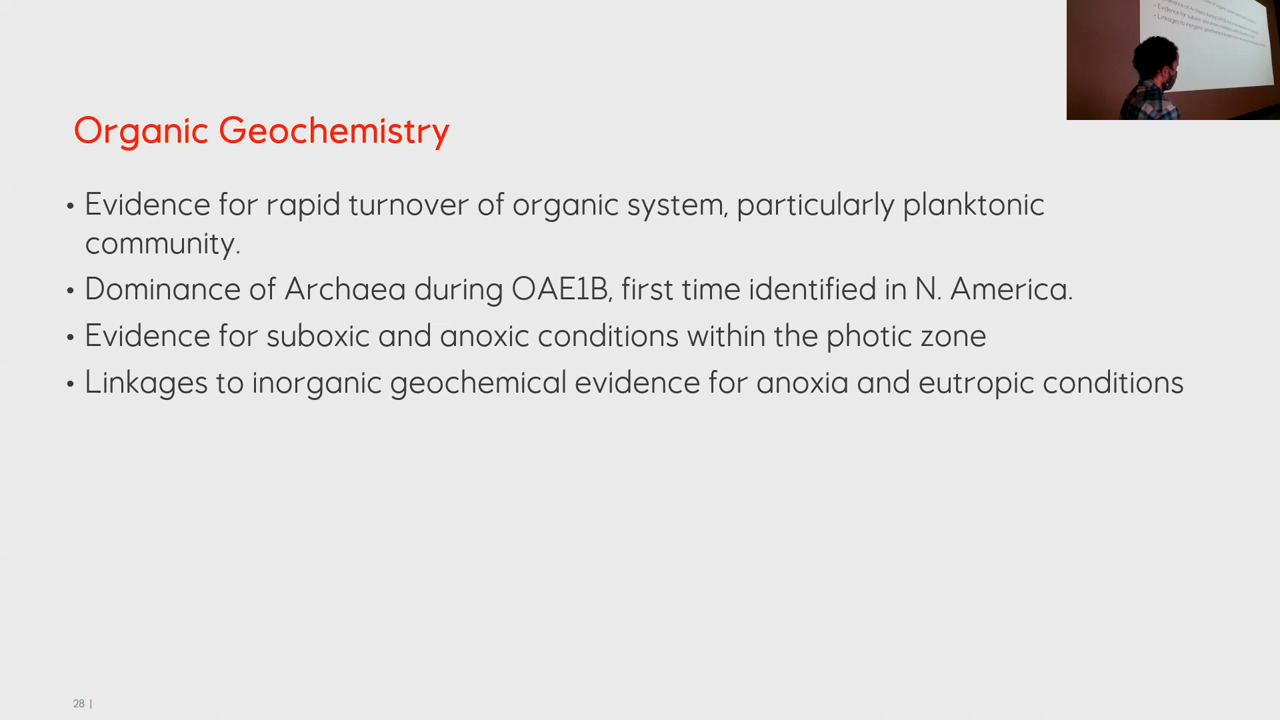 Organic Geochemistry
• Evidence for rapid turnover of organic system, particularly planktonic
community.
• Dominance of Archaea during OAE1B, first time identified in N. America.
• Evidence for suboxic and anoxic conditions within the photic zone
• Linkages to inorganic geochemical evidence for anoxia and eutropic conditions
28 |